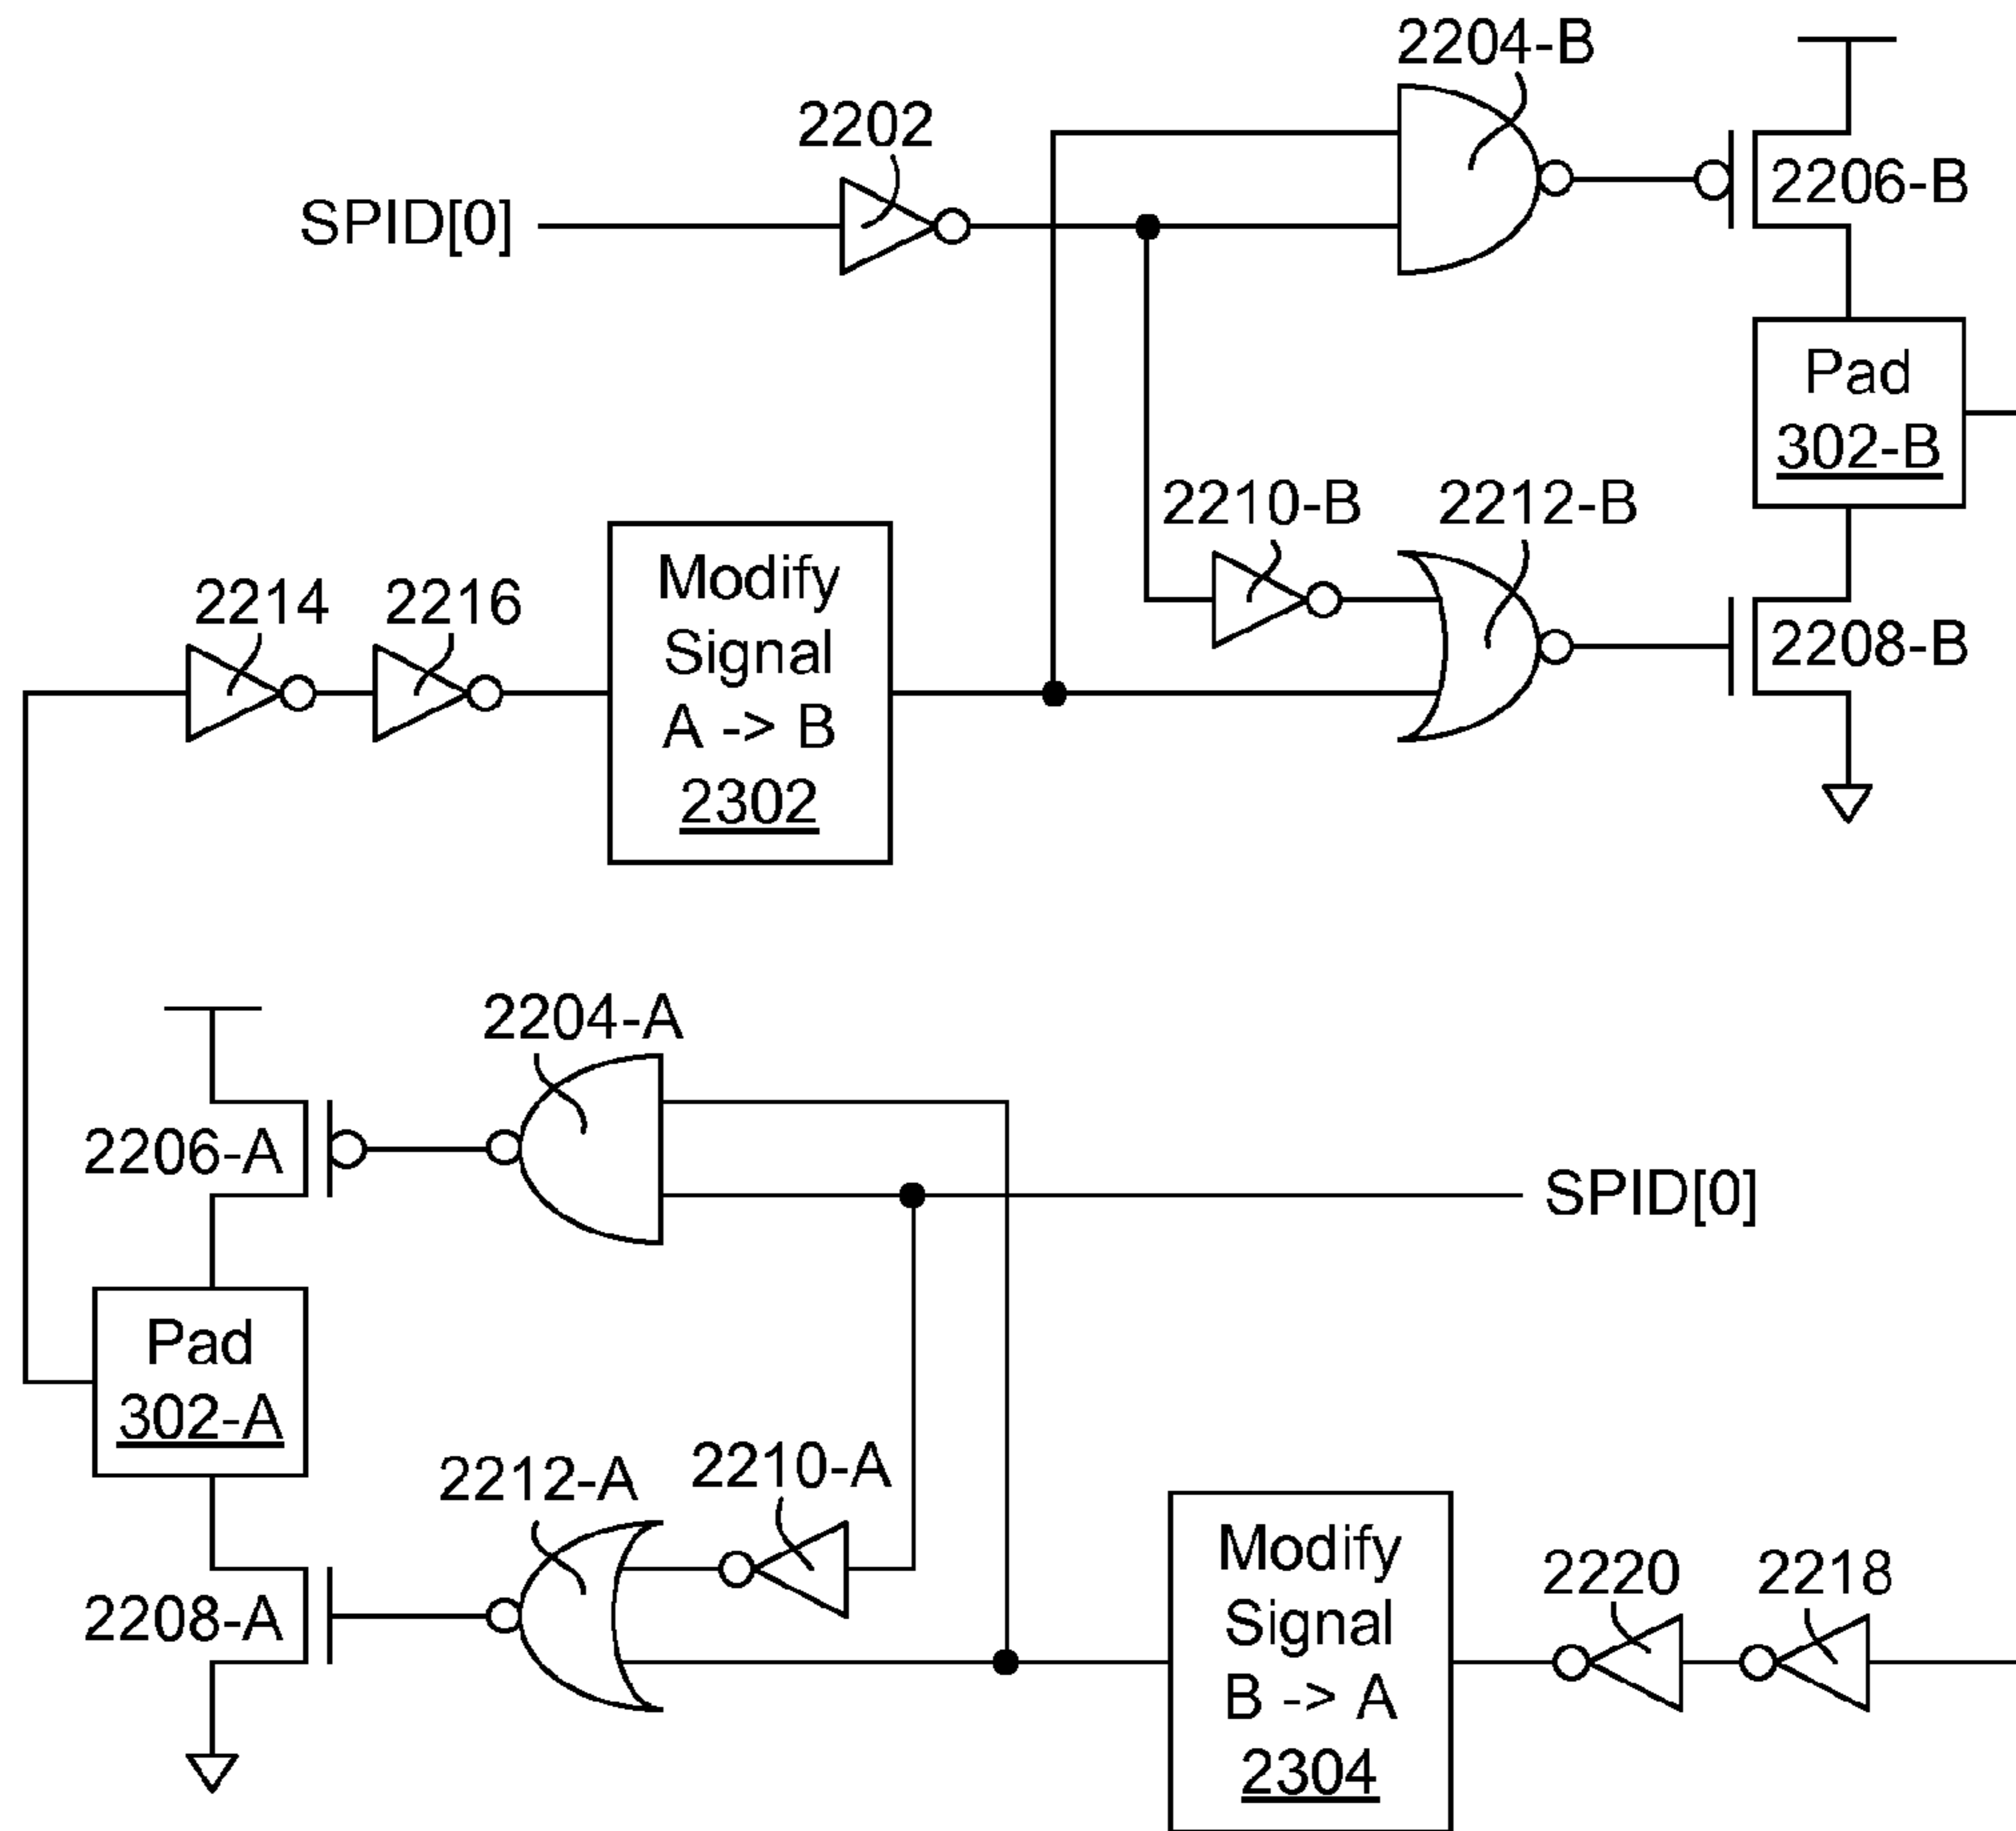 2204-B
2202
SPID[0]
2206-B
Pad
302-B
2210-B
2212-B
2214
2216
Modify
Signal
A -> B
2302
2208-B
2204-A
2206-A
SPID[0]
Pad
302-A
2212-A
2210-A
2208-A
Modify
Signal
B -> A
2304
2220
2218